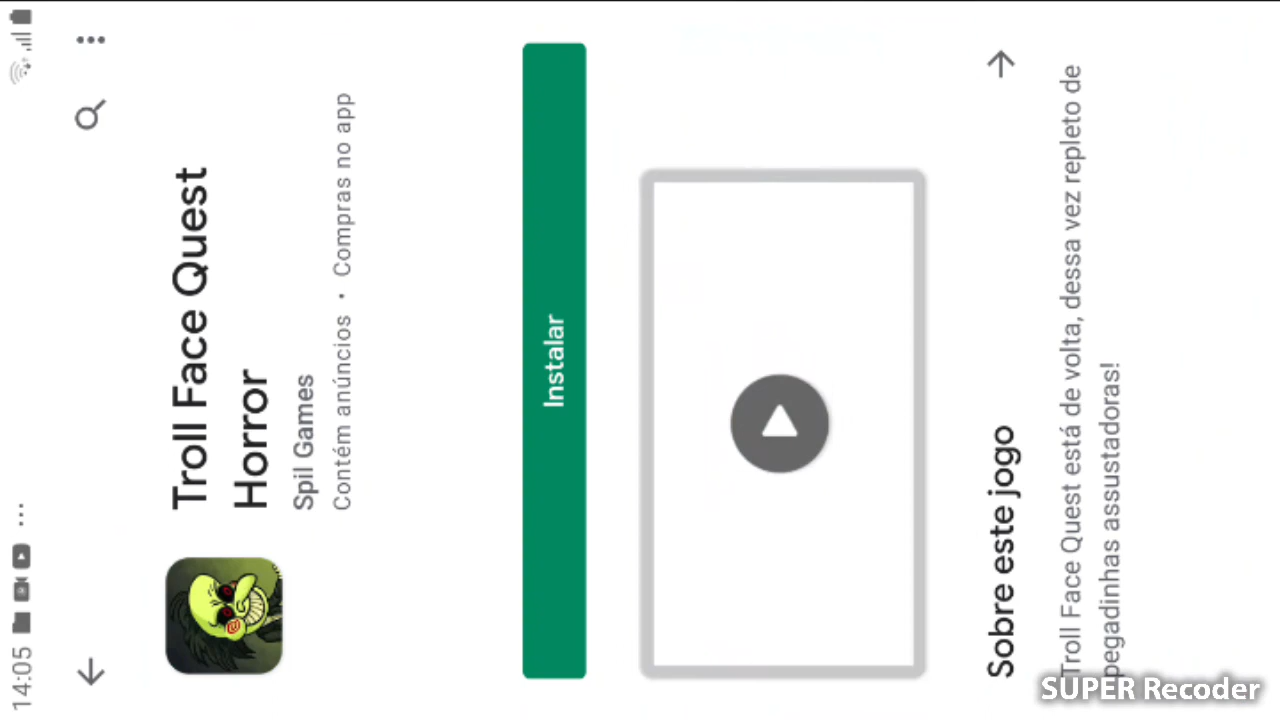 14:05
Troll Face Quest
Horror
Spil Games
Contém anúncios • Compras no app
Instalar
Sobre este jogo
Troll Face Quest está de volta, dessa vez repleto de
pegadinhas assustadoras!
SUPER Recoder